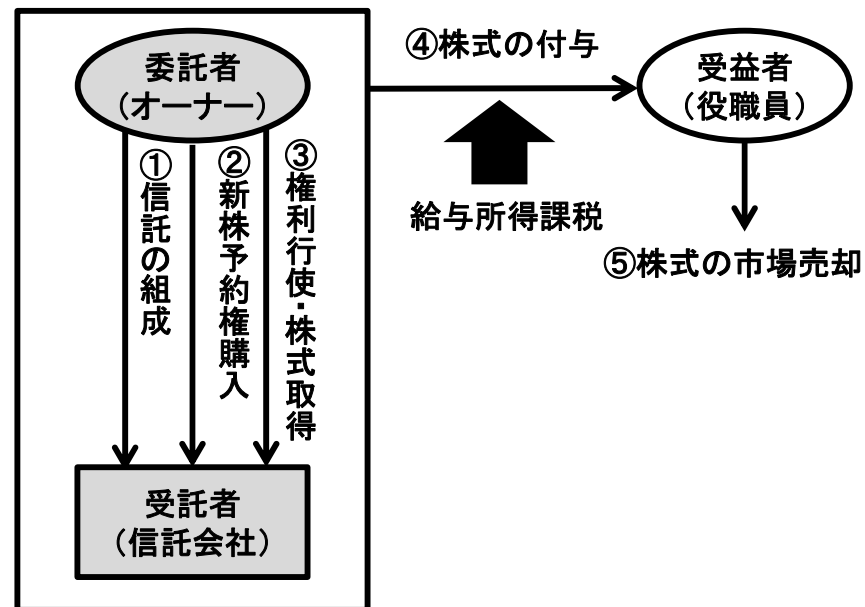 委託者
（オーナー）
①信託の組成
②新株予約権購入
③権利行使・株式取得
受託者
（信託会社）
④株式の付与
給与所得課税
受益者
（役職員）
⑤株式の市場売却